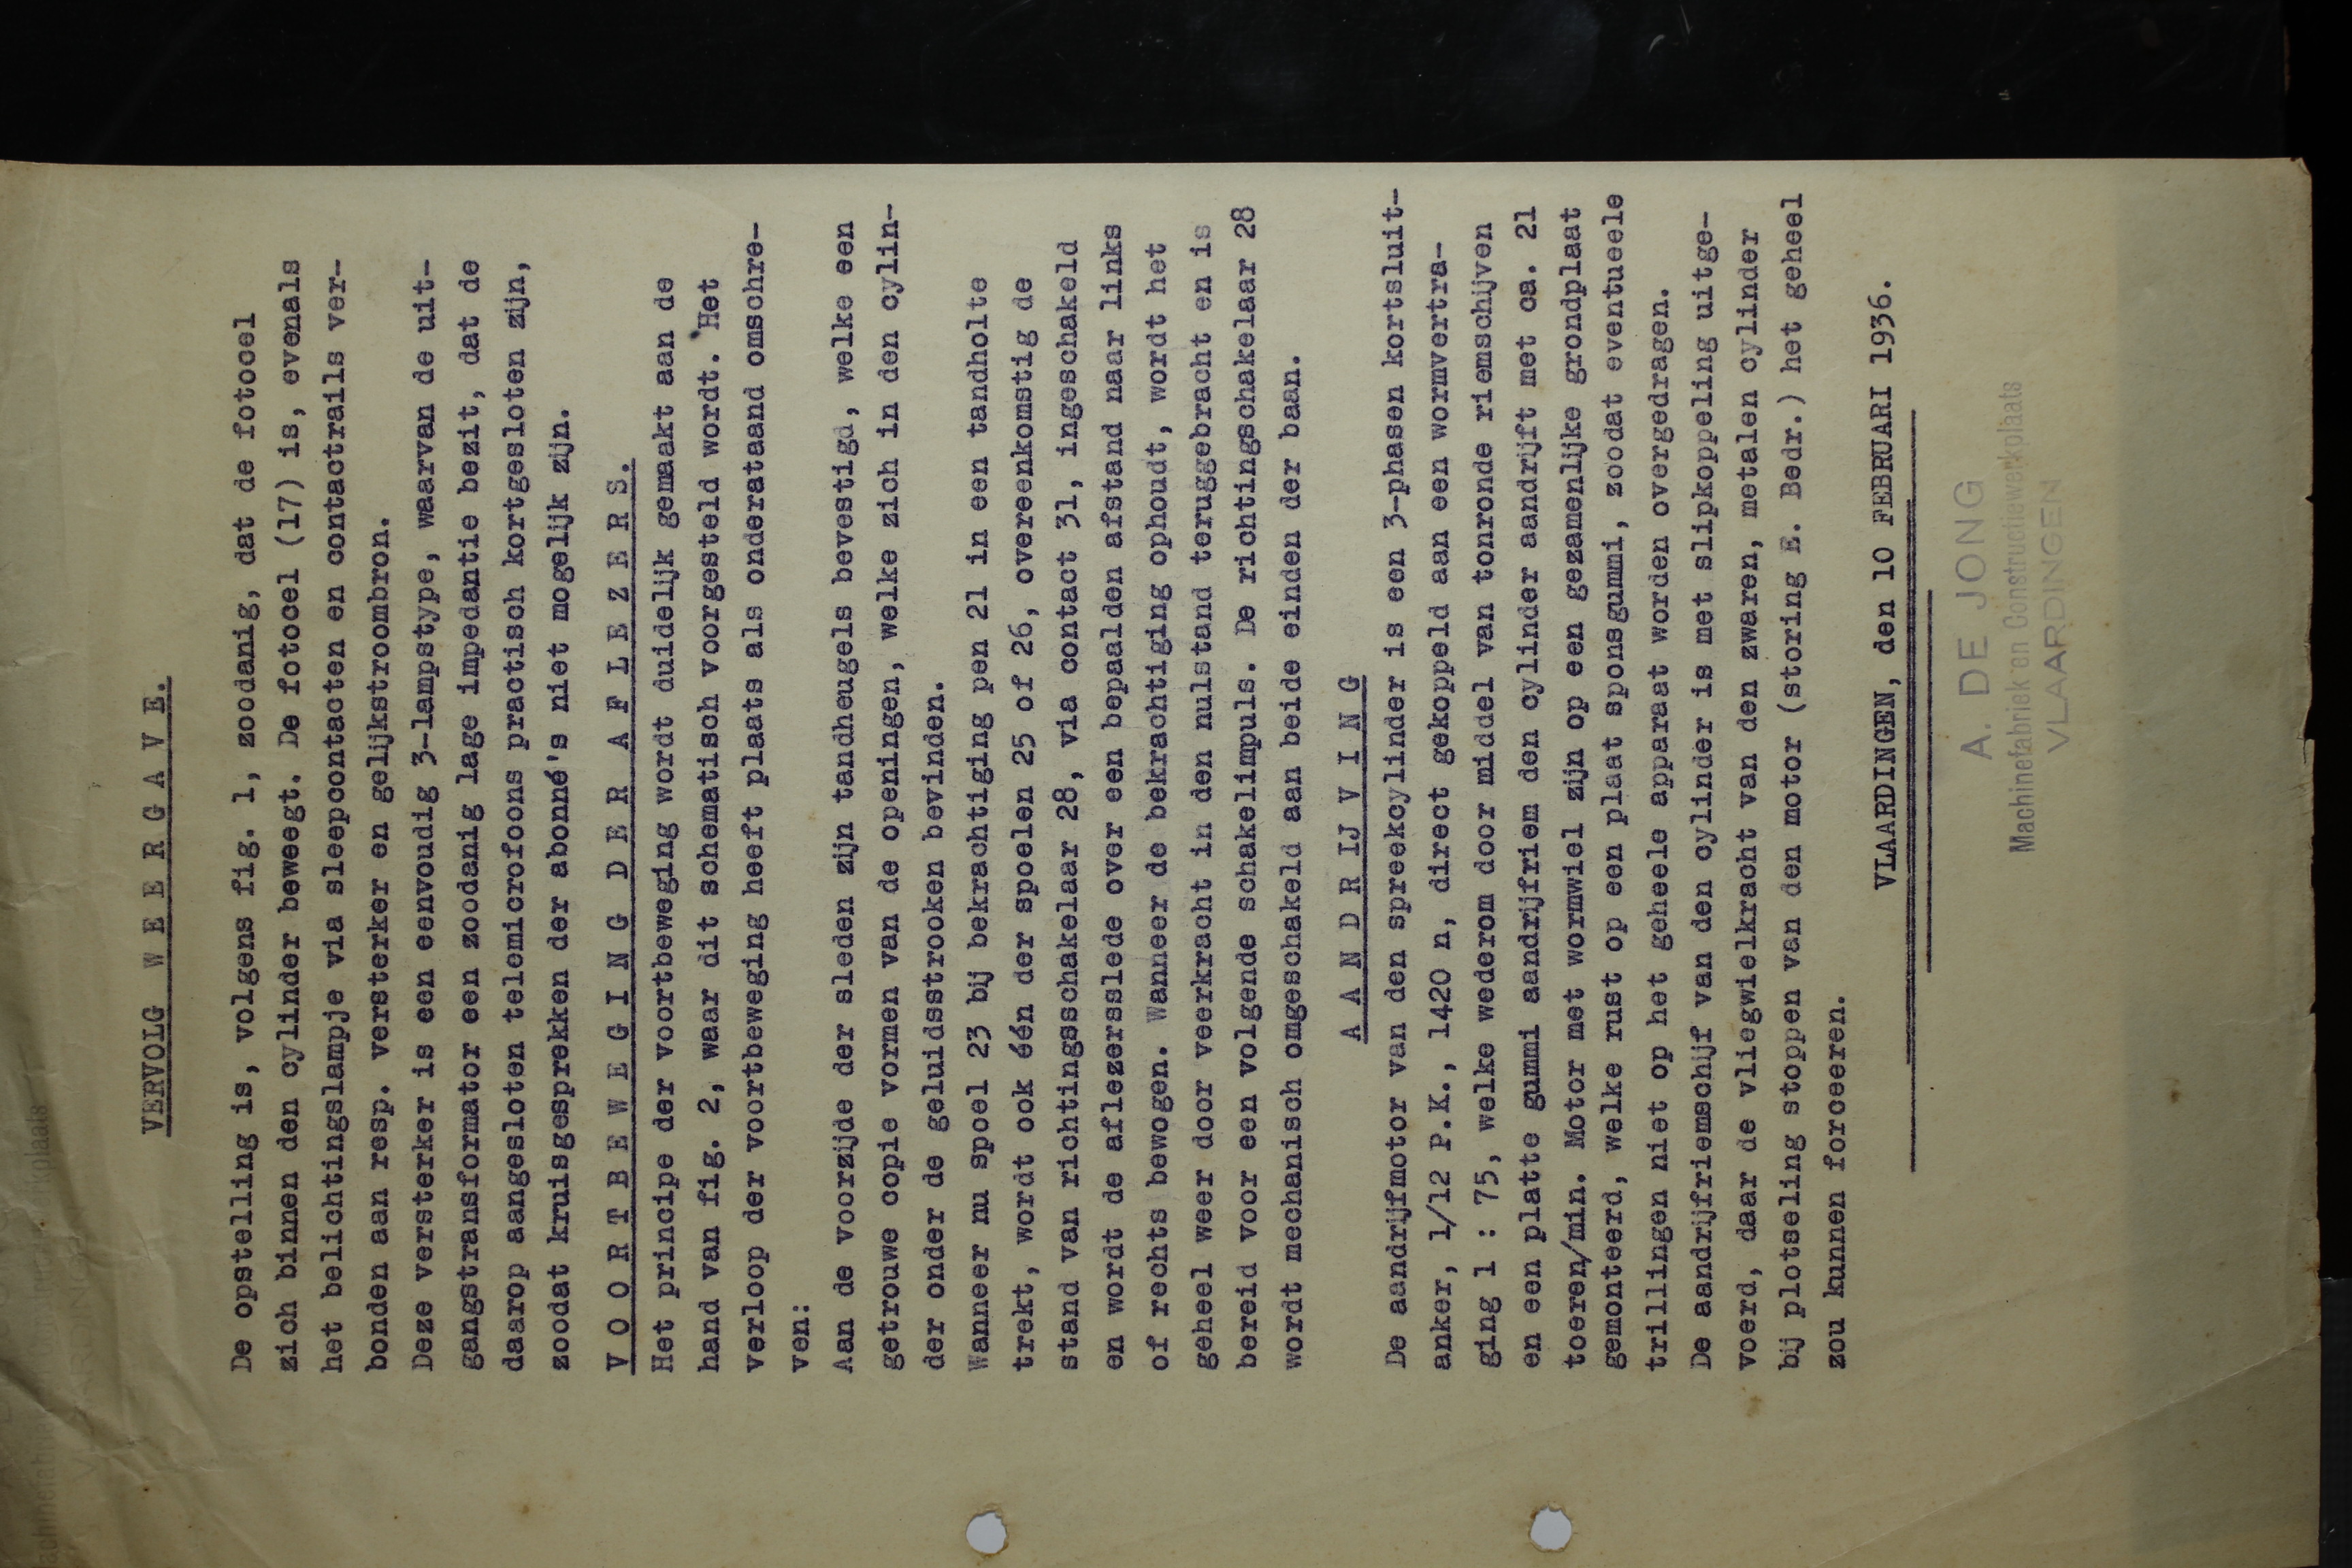 VERVOLG W E E R G A V E.
De opstelling is, volgens fig. 1, zoodanig, dat de fotocel
zich binnen den cylinder beweegt. De fotocel (17) is, evenals
het belichtingslampje via sleepcontacten en contactrails ver-
bonden aan resp. versterker en gelijkstroombron.
Deze versterker is een eenvoudig 3-lampstype, waarvan de uit-
gangstransformator een zoodanig lage impedantie bezit, dat de
daarop aangesloten telemicrofoons practisch kortgesloten zijn,
zoodat kruisgesprekken der abonné's niet mogelijk zijn.
V O O R T B E W E G I N G D E R A F L E Z E R S.
Het principe der voortbeweging wordt duidelijk gemaakt aan de
hand van fig. 2, waar dit schematisch voorgesteld wordt. Het
verloop der voortbeweging heeft plaats als onderataand omschre-
ven:
Aan de voorzijde der sleden zijn tandheugels bevestigd, welke een
getrouwe copie vormen van de openingen, welke zich in den cylin-
der onder de geluidsstrooken bevinden.
Wanneer nu spoel 23 bij bekrachtiging pen 21 in een tandholte
trekt, wordt ook één der spoelen 25 of 26, overeenkomstig de
stand van richtingsschakelaar 28, via contact 31, ingeschakeld
en wordt de aflezersslede over een bepaalden afstand naar links
of rechts bewogen. Wanneer de bekrachtiging ophoudt, wordt het
geheel weer door veerkracht in den nulstand teruggebracht en is
bereid voor een volgende schakelimpuls. De richtingschakelaar 28
wordt mechanisch omgeschakeld aan beide einden der baan.
A A N D R IJ V I N G
De aandrijfmotor van den spreekcylinder is een 3-phasen kortsluit-
anker, 1/12 P.K., 1420 n, direct gekoppeld aan een wormvertra-
ging 1 : 75, welke wederom door middel van tonronde riemschijven
en een platte gummi aandrijfriem den cylinder aandrijft met ca. 21
toeren/min. Motor met wormwiel zijn op een gezamenlijke grondplaat
gemonteerd, welke rust op een plaat sponsgummi, zoodat eventueele
trillingen niet op het geheele apparaat worden overgedragen.
De aandrijfriemschijf van den cylinder is met slipkoppeling uitge-
voerd, daar de vliegwielkracht van den zwaren, metalen cylinder
bij plotseling stoppen van den motor (storing E. Bedr.) het geheel
zou kunnen forceeren.
VLAARDINGEN, den 10 FEBRUARI 1936.
A. DE JONG
Machinefabriek en Constructiewerkplaats
VLAARDINGEN